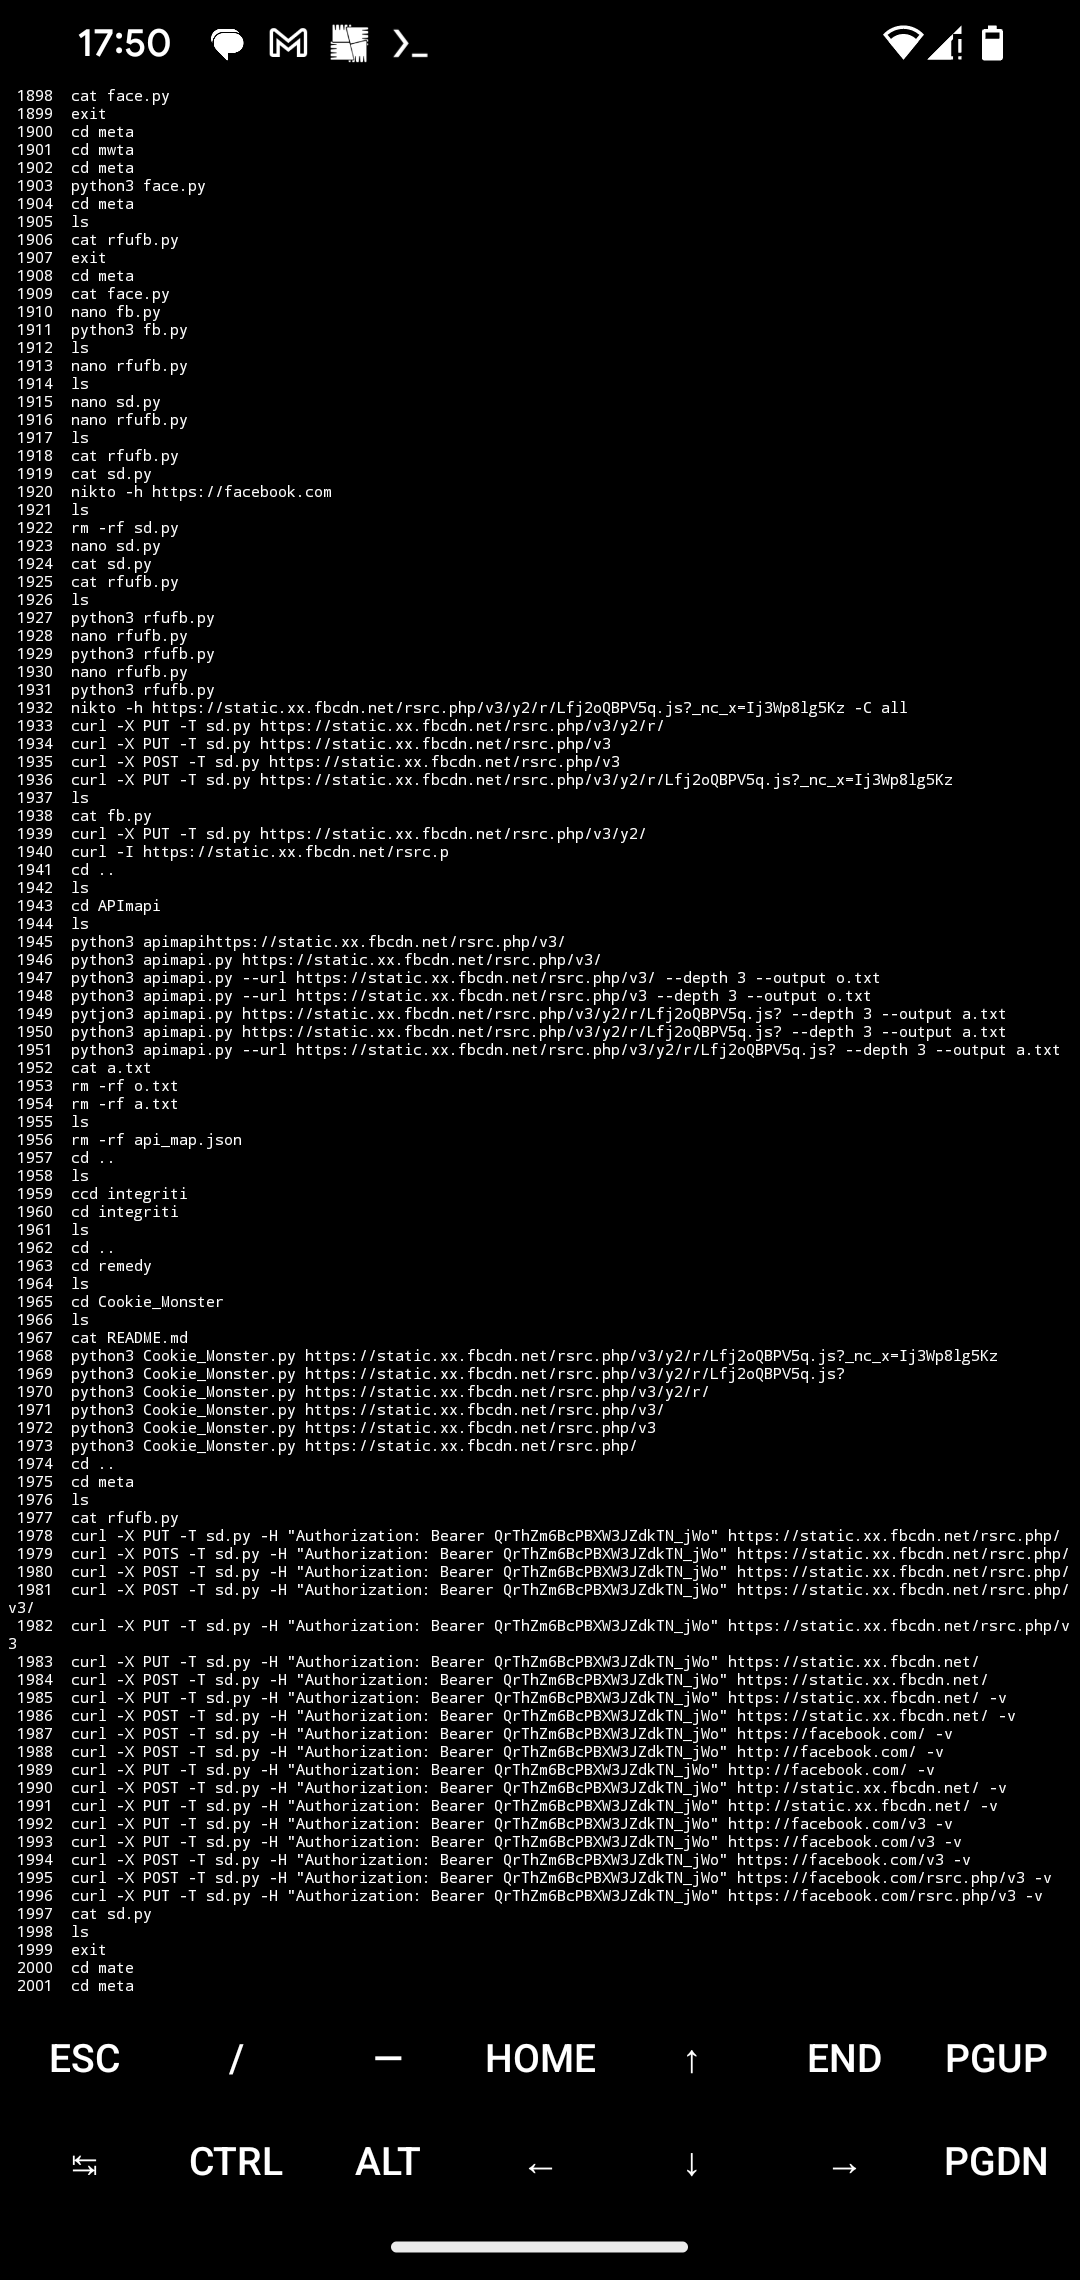 17:50
1898 cat face.py
1899 exit
1900 cd meta
1901 cd mwta
1902 cd meta
1903 python3 face.py
1904 cd meta
1905 ls
1906 cat rfufb.py
1907 exit
1908 cd meta
1909 cat face.py
1910 nano fb.py
1911 python3 fb.py
1912 ls
1913 nano rfufb.py
1914 ls
1915 nano sd.py
1916 nano rfufb.py
1917 ls
1918 cat rfufb.py
1919 cat sd.py
1920 nikto -h https://facebook.com
1921 ls
1922 rm -rf sd.py
1923 nano sd.py
1924 cat sd.py
1925 cat rfufb.py
1926 ls
1927 python3 rfufb.py
1928 nano rfufb.py
1929 python3 rfufb.py
1930 nano rfufb.py
1931 python3 rfufb.py
1932 nikto -h https://static.xx.fbcdn.net/rsrc.php/v3/y2/r/Lfj2oQBPV5q.js?_nc_x=Ij3Wp8lg5Kz -C all
1933 curl -X PUT -T sd.py https://static.xx.fbcdn.net/rsrc.php/v3/y2/r/
1934 curl -X PUT -T sd.py https://static.xx.fbcdn.net/rsrc.php/v3
1935 curl -X POST -T sd.py https://static.xx.fbcdn.net/rsrc.php/v3
1936 curl -X PUT -T sd.py https://static.xx.fbcdn.net/rsrc.php/v3/y2/r/Lfj2oQBPV5q.js?_nc_x=Ij3Wp8lg5Kz
1937 ls
1938 cat fb.py
1939 curl -X PUT -T sd.py https://static.xx.fbcdn.net/rsrc.php/v3/y2/
1940 curl -I https://static.xx.fbcdn.net/rsrc.p
1941 cd ..
1942 ls
1943 cd APImapi
1944 ls
1945 python3 apimapihttps://static.xx.fbcdn.net/rsrc.php/v3/
1946 python3 apimapi.py https://static.xx.fbcdn.net/rsrc.php/v3/
1947 python3 apimapi.py --url https://static.xx.fbcdn.net/rsrc.php/v3/ --depth 3 --output o.txt
1948 python3 apimapi.py --url https://static.xx.fbcdn.net/rsrc.php/v3 --depth 3 --output o.txt
1949 pytjon3 apimapi.py https://static.xx.fbcdn.net/rsrc.php/v3/y2/r/Lfj2oQBPV5q.js? --depth 3 --output a.txt
1950 python3 apimapi.py https://static.xx.fbcdn.net/rsrc.php/v3/y2/r/Lfj2oQBPV5q.js? --depth 3 --output a.txt
1951 python3 apimapi.py --url https://static.xx.fbcdn.net/rsrc.php/v3/y2/r/Lfj2oQBPV5q.js? --depth 3 --output a.txt
1952 cat a.txt
1953 rm -rf o.txt
1954 rm -rf a.txt
1955 ls
1956 rm -rf api_map.json
1957 cd ..
1958 ls
1959 ccd integriti
1960 cd integriti
1961 ls
1962 cd ..
1963 cd remedy
1964 ls
1965 cd Cookie_Monster
1966 ls
1967 cat README.md
1968 python3 Cookie_Monster.py https://static.xx.fbcdn.net/rsrc.php/v3/y2/r/Lfj2oQBPV5q.js?_nc_x=Ij3Wp8lg5Kz
1969 python3 Cookie_Monster.py https://static.xx.fbcdn.net/rsrc.php/v3/y2/r/Lfj2oQBPV5q.js?
1970 python3 Cookie_Monster.py https://static.xx.fbcdn.net/rsrc.php/v3/y2/r/
1971 python3 Cookie_Monster.py https://static.xx.fbcdn.net/rsrc.php/v3/
1972 python3 Cookie_Monster.py https://static.xx.fbcdn.net/rsrc.php/v3
1973 python3 Cookie_Monster.py https://static.xx.fbcdn.net/rsrc.php/
1974 cd ..
1975 cd meta
1976 ls
1977 cat rfufb.py
1978 curl -X PUT -T sd.py -H "Authorization: Bearer QrThZm6BcPBXW3JZdkTN_jWo" https://static.xx.fbcdn.net/rsrc.php/
1979 curl -X POTS -T sd.py -H "Authorization: Bearer QrThZm6BcPBXW3JZdkTN_jWo" https://static.xx.fbcdn.net/rsrc.php/
1980 curl -X POST -T sd.py -H "Authorization: Bearer QrThZm6BcPBXW3JZdkTN_jWo" https://static.xx.fbcdn.net/rsrc.php/
1981 curl -X POST -T sd.py -H "Authorization: Bearer QrThZm6BcPBXW3JZdkTN_jWo" https://static.xx.fbcdn.net/rsrc.php/
v3/
1982 curl -X PUT -T sd.py -H "Authorization: Bearer QrThZm6BcPBXW3JZdkTN_jWo" https://static.xx.fbcdn.net/rsrc.php/v
3
1983 curl -X PUT -T sd.py -H "Authorization: Bearer QrThZm6BcPBXW3JZdkTN_jWo" https://static.xx.fbcdn.net/
1984 curl -X POST -T sd.py -H "Authorization: Bearer QrThZm6BcPBXW3JZdkTN_jWo" https://static.xx.fbcdn.net/
1985 curl -X PUT -T sd.py -H "Authorization: Bearer QrThZm6BcPBXW3JZdkTN_jWo" https://static.xx.fbcdn.net/ -v
1986 curl -X POST -T sd.py -H "Authorization: Bearer QrThZm6BcPBXW3JZdkTN_jWo" https://static.xx.fbcdn.net/ -v
1987 curl -X POST -T sd.py -H "Authorization: Bearer QrThZm6BcPBXW3JZdkTN_jWo" https://facebook.com/ -v
1988 curl -X POST -T sd.py -H "Authorization: Bearer QrThZm6BcPBXW3JZdkTN_jWo" http://facebook.com/ -v
1989 curl -X PUT -T sd.py -H "Authorization: Bearer QrThZm6BcPBXW3JZdkTN_jWo" http://facebook.com/ -v
1990 curl -X POST -T sd.py -H "Authorization: Bearer QrThZm6BcPBXW3JZdkTN_jWo" http://static.xx.fbcdn.net/ -v
1991 curl -X PUT -T sd.py -H "Authorization: Bearer QrThZm6BcPBXW3JZdkTN_jWo" http://static.xx.fbcdn.net/ -v
1992 curl -X PUT -T sd.py -H "Authorization: Bearer QrThZm6BcPBXW3JZdkTN_jWo" http://facebook.com/v3 -v
1993 curl -X PUT -T sd.py -H "Authorization: Bearer QrThZm6BcPBXW3JZdkTN_jWo" https://facebook.com/v3 -v
1994 curl -X POST -T sd.py -H "Authorization: Bearer QrThZm6BcPBXW3JZdkTN_jWo" https://facebook.com/v3 -v
1995 curl -X POST -T sd.py -H "Authorization: Bearer QrThZm6BcPBXW3JZdkTN_jWo" https://facebook.com/rsrc.php/v3 -v
1996 curl -X PUT -T sd.py -H "Authorization: Bearer QrThZm6BcPBXW3JZdkTN_jWo" https://facebook.com/rsrc.php/v3 -v
1997 cat sd.py
1998 ls
1999 exit
2000 cd mate
2001 cd meta
ESC / — HOME ↑ END PGUP
↹ CTRL ALT ← ↓ → PGDN